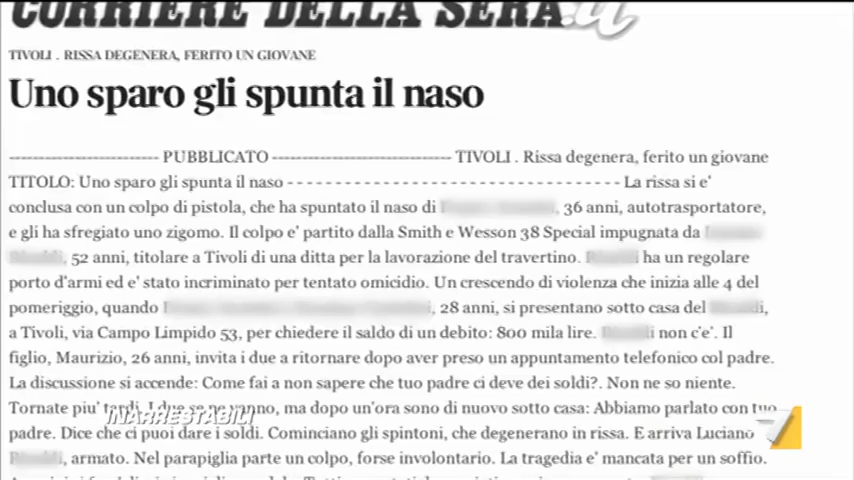 CORRIERE DELLA SERA.it
TIVOLI . RISSA DEGENERA, FERITO UN GIOVANE
Uno sparo gli spunta il naso
------------------------- PUBBLICATO ------------------------------ TIVOLI . Rissa degenera, ferito un giovane
TITOLO: Uno sparo gli spunta il naso - - - - - - - - - - - - - - - - - - - - - - - - - - - - - - - - - La rissa si e'
conclusa con un colpo di pistola, che ha spuntato il naso di , 36 anni, autotrasportatore,
e gli ha sfregiato uno zigomo. Il colpo e' partito dalla Smith e Wesson 38 Special impugnata da
, 52 anni, titolare a Tivoli di una ditta per la lavorazione del travertino. ha un regolare
porto d'armi ed e' stato incriminato per tentato omicidio. Un crescendo di violenza che inizia alle 4 del
pomeriggio, quando , 28 anni, si presentano sotto casa del ,
a Tivoli, via Campo Limpido 53, per chiedere il saldo di un debito: 800 mila lire. non c'e'. Il
figlio, Maurizio, 26 anni, invita i due a ritornare dopo aver preso un appuntamento telefonico col padre.
La discussione si accende: Come fai a non sapere che tuo padre ci deve dei soldi?. Non ne so niente.
Tornate piu' tardi. I due se ne vanno, ma dopo un'ora sono di nuovo sotto casa: Abbiamo parlato con tuo
padre. Dice che ci puoi dare i soldi. Cominciano gli spintoni, che degenerano in rissa. E arriva Luciano
, armato. Nel parapiglia parte un colpo, forse involontario. La tragedia e' mancata per un soffio.
INARRESTABILI
7